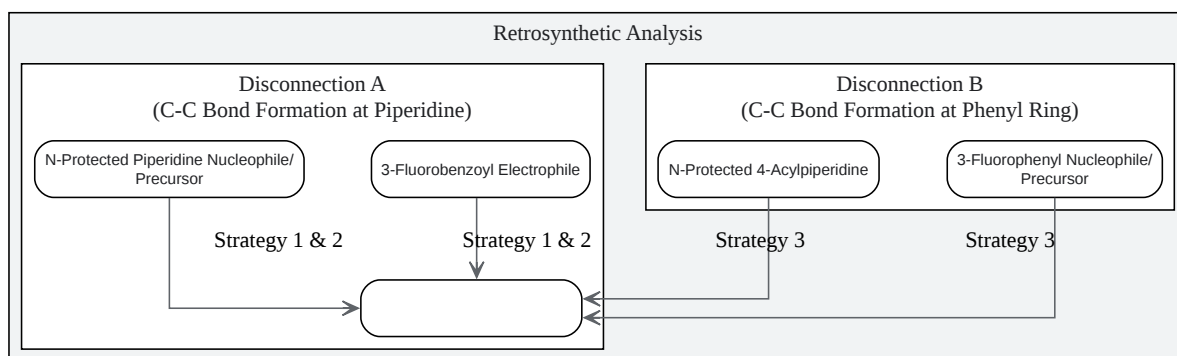 Retrosynthetic Analysis
Disconnection A
(C-C Bond Formation at Piperidine)
N-Protected Piperidine Nucleophile/
Precursor
3-Fluorobenzoyl Electrophile
Strategy 1 & 2
Strategy 1 & 2
Disconnection B
(C-C Bond Formation at Phenyl Ring)
N-Protected 4-Acylpiperidine
3-Fluorophenyl Nucleophile/
Precursor
Strategy 3
Strategy 3